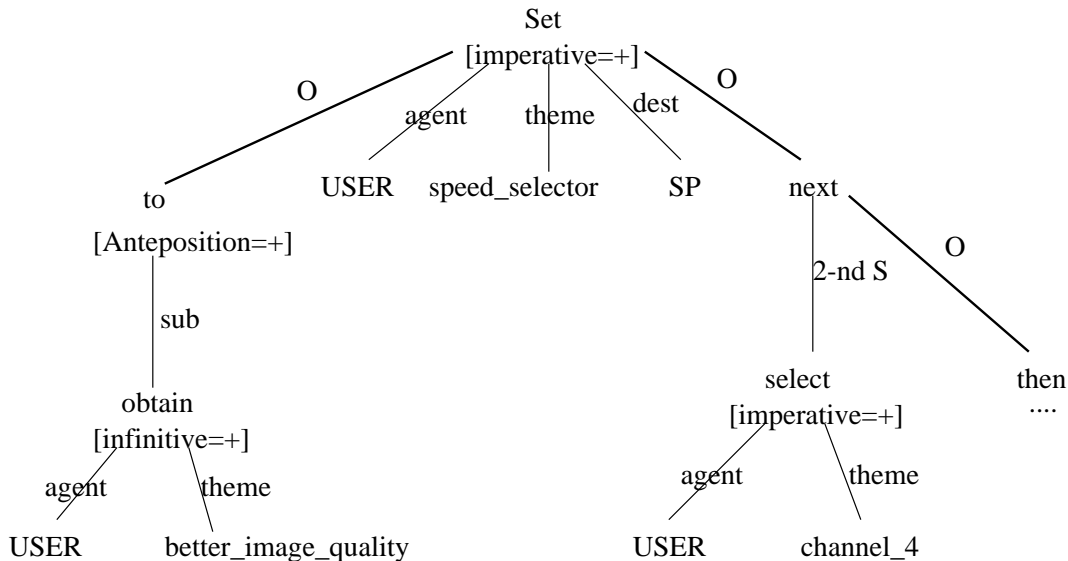 Set
[imperative=+]
O
O
agent
theme
dest
USER
speed_selector
SP
next
to
[Anteposition=+]
O
2-nd S
sub
select
then
[imperative=+]
....
obtain
[infinitive=+]
agent
theme
agent
theme
USER
better_image_quality
USER
channel_4